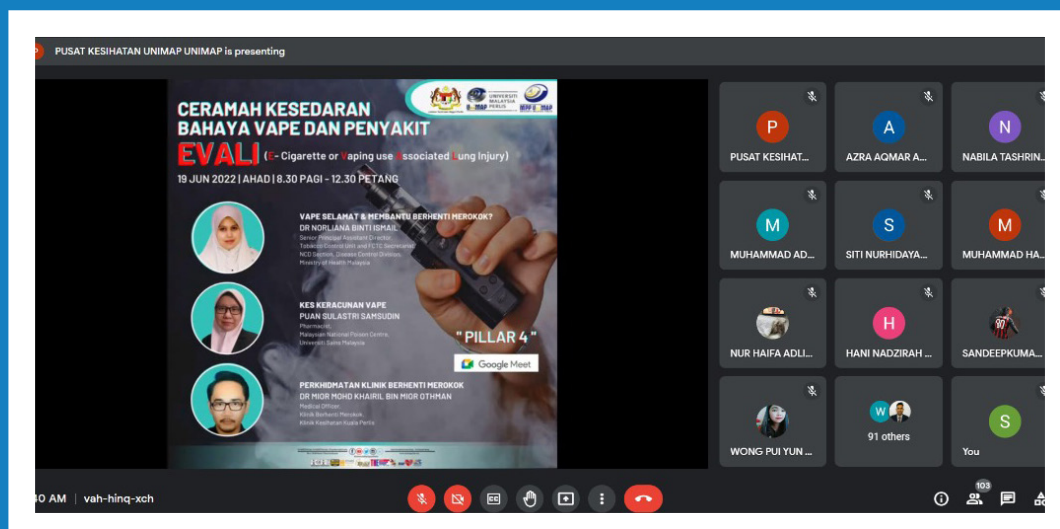 P
PUSAT KESIHATAN UNIMAP UNIMAP is presenting
UNIVERSITI
MALAYSIA
PERLIS
CERAMAH KESEDARAN
BAHAYA VAPE DAN PENYAKIT
EVALI (E- Cigarette or Vaping use Associated Lung Injury)
19 JUN 2022 | AHAD | 8.30 PAGI - 12.30 PETANG
VAPE SELAMAT & MEMBANTU BERHENTI MEROKOK?
DR NORLIANA BINTI ISMAIL
Senior Principal Assistant Director
Tobacco Control Unit and FCTC Secretariat
NCD Section, Disease Control Division,
Ministry of Health Malaysia
KES KERACUNAN VAPE
PUAN SULASTRI SAMSUDIN
Pharmacist,
Malaysian National Poison Centre,
Universiti Sains Malaysia
" PILLAR 4 "
Google Meet
PERKHIDMATAN KLINIK BERHENTI MEROKOK
DR MIOR MOHD KHAIRIL BIN MIOR OTHMAN
Medical Officer
Klinik Berhenti Merokok,
Klinik Kesihatan Kuala Perlis
P
PUSAT KESIHAT...
A
AZRA AQMAR A...
N
NABILA TASHRIN...
M
MUHAMMAD AD...
S
SITI NURHIDAYA...
M
MUHAMMAD HA...
NUR HAIFA ADLI...
H
HANI NADZIRAH ...
SANDEEPKUMA...
WONG PUI YUN ...
W
91 others
S
You
40 AM | vah-hinq-xch
CC
103